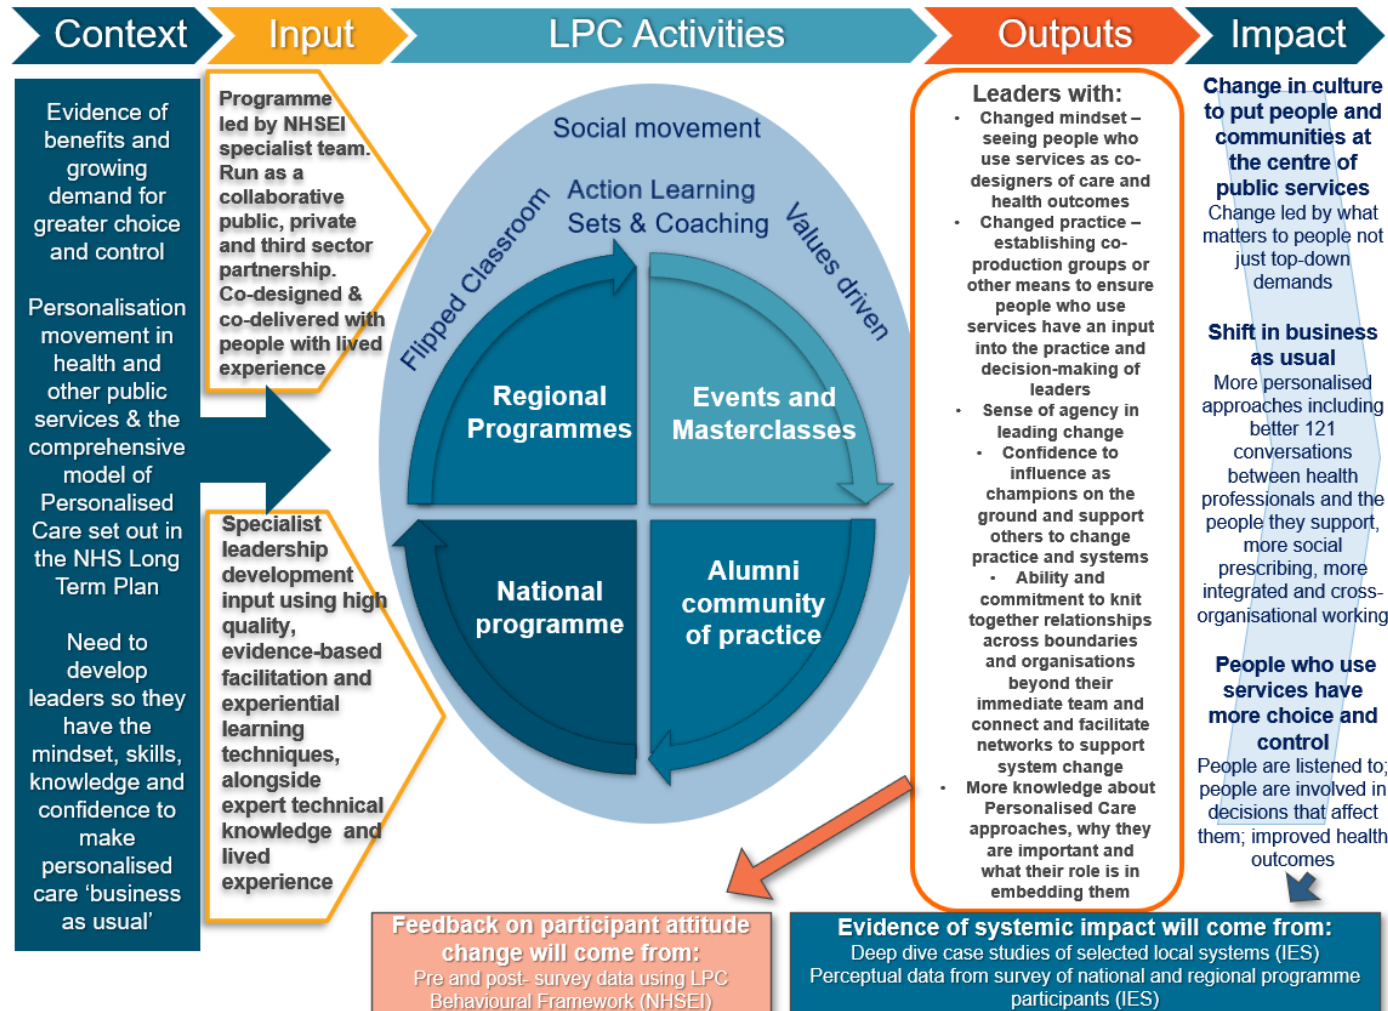 Context
Input
LPC Activities
Outputs
Impact
Evidence of
benefits and
growing
demand for
greater choice
and control
Personalisation
movement in
health and
other public
services & the
comprehensive
model of
Personalised
Care set out in
the NHS Long
Term Plan
Need to
develop
leaders so they
have the
mindset, skills,
knowledge and
confidence to
make
personalised
care ‘business
as usual’
Programme
led by NHSEI
specialist team.
Run as a
collaborative
public, private
and third sector
partnership.
Co-designed &
co-delivered with
people with lived
experience
Specialist
leadership
development
input using high
quality,
evidence-based
facilitation and
experiential
learning
techniques,
alongside
expert technical
knowledge and
lived
experience
Social movement
Action Learning
Sets & Coaching
Flipped Classroom
Values driven
Regional
Programmes
Events and
Masterclasses
National
programme
Alumni
community
of practice
Leaders with:
• Changed mindset –
seeing people who
use services as co-
designers of care and
health outcomes
• Changed practice –
establishing co-
production groups or
other means to ensure
people who use
services have an input
into the practice and
decision-making of
leaders
• Sense of agency in
leading change
• Confidence to
influence as
champions on the
ground and support
others to change
practice and systems
• Ability and
commitment to knit
together relationships
across boundaries
and organisations
beyond their
immediate team and
connect and facilitate
networks to support
system change
• More knowledge about
Personalised Care
approaches, why they
are important and
what their role is in
embedding them
Change in culture
to put people and
communities at
the centre of
public services
Change led by what
matters to people not
just top-down
demands
Shift in business
as usual
More personalised
approaches including
better 121
conversations
between health
professionals and the
people they support,
more social
prescribing, more
integrated and cross-
organisational working
People who use
services have
more choice and
control
People are listened to;
people are involved in
decisions that affect
them; improved health
outcomes
Feedback on participant attitude
change will come from:
Pre and post- survey data using LPC
Behavioural Framework (NHSEI)
Evidence of systemic impact will come from:
Deep dive case studies of selected local systems (IES)
Perceptual data from survey of national and regional programme
participants (IES)